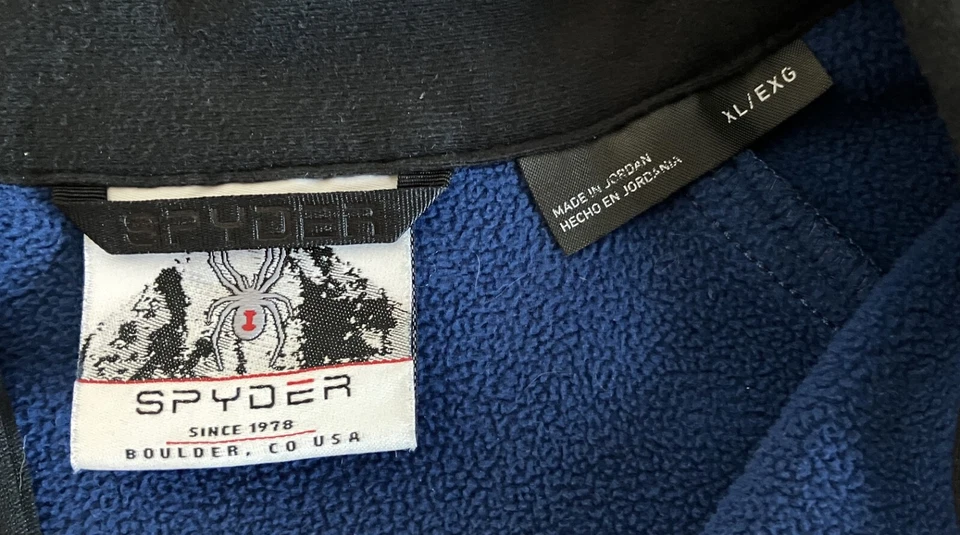 SPYDER
SPYDER
SINCE 1978
BOULDER, CO USA
XL/EXG
MADE IN JORDAN
HECHO EN JORDANIA